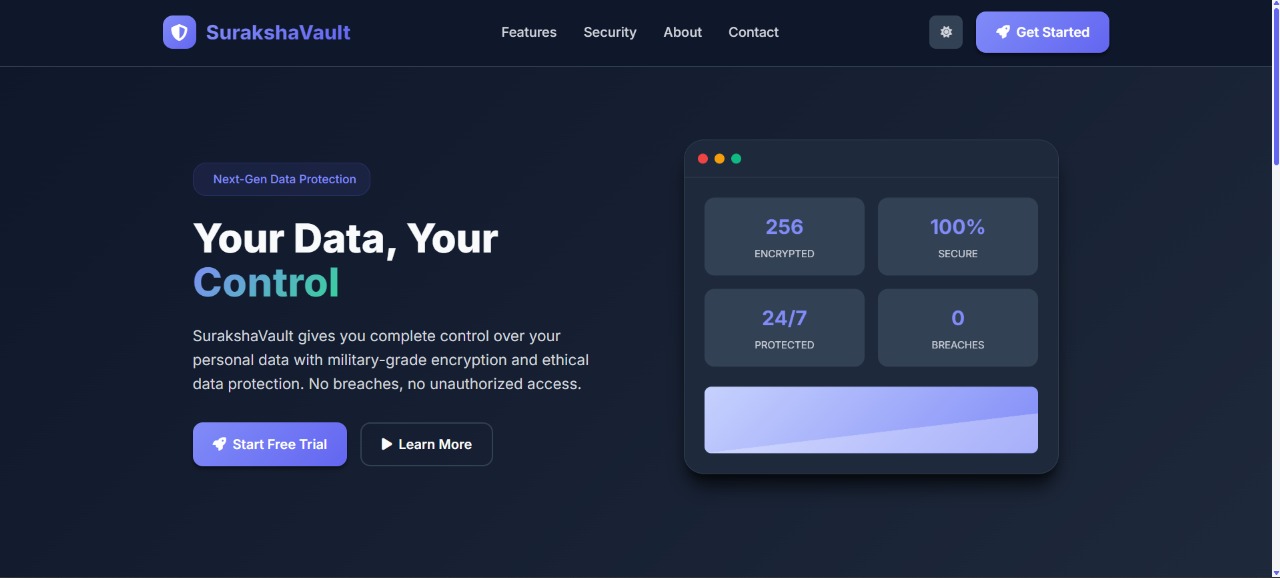 SurakshaVault
Features
Security
About
Contact
Get Started
Next-Gen Data Protection
Your Data, Your
Control
SurakshaVault gives you complete control over your
personal data with military-grade encryption and ethical
data protection. No breaches, no unauthorized access.
Start Free Trial
Learn More
256
ENCRYPTED
100%
SECURE
24/7
PROTECTED
0
BREACHES